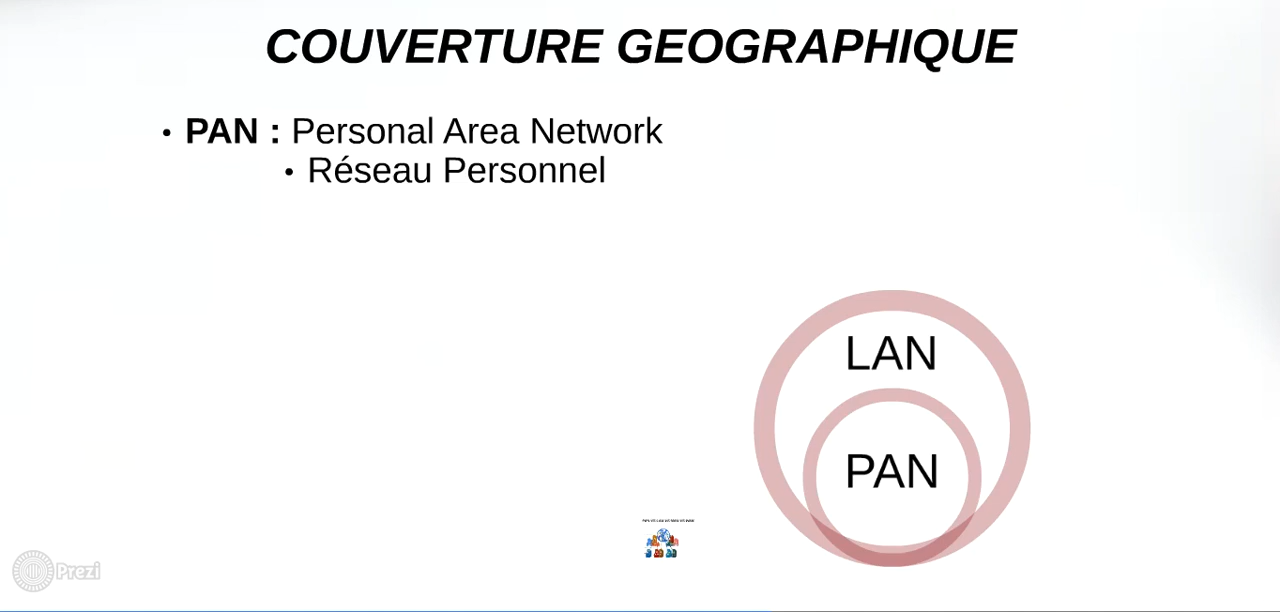 COUVERTURE GEOGRAPHIQUE
• PAN : Personal Area Network
• Réseau Personnel
LAN
PAN
Prezi